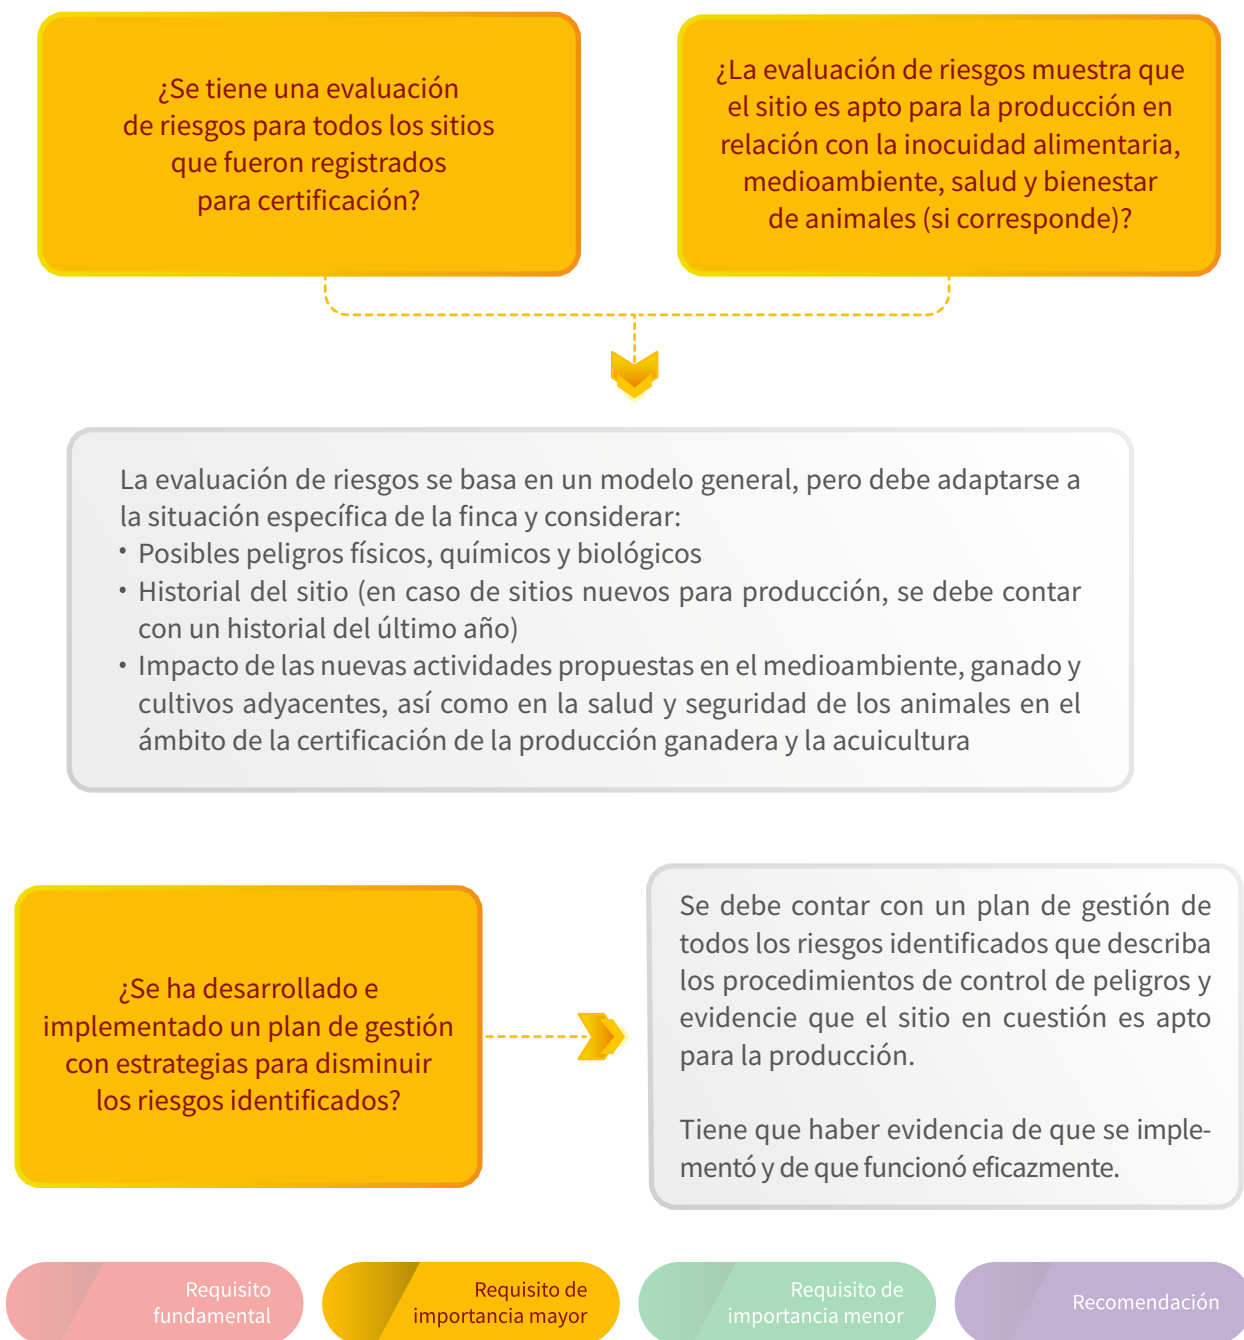 ¿Se tiene una evaluación
de riesgos para todos los sitios
que fueron registrados
para certificación?
¿La evaluación de riesgos muestra que
el sitio es apto para la producción en
relación con la inocuidad alimentaria,
medioambiente, salud y bienestar
de animales (si corresponde)?
La evaluación de riesgos se basa en un modelo general, pero debe adaptarse a
la situación específica de la finca y considerar:
• Posibles peligros físicos, químicos y biológicos
• Historial del sitio (en caso de sitios nuevos para producción, se debe contar
con un historial del último año)
• Impacto de las nuevas actividades propuestas en el medioambiente, ganado y
cultivos adyacentes, así como en la salud y seguridad de los animales en el
ámbito de la certificación de la producción ganadera y la acuicultura
¿Se ha desarrollado e
implementado un plan de gestión
con estrategias para disminuir
los riesgos identificados?
Se debe contar con un plan de gestión de
todos los riesgos identificados que describa
los procedimientos de control de peligros y
evidencie que el sitio en cuestión es apto
para la producción.
Tiene que haber evidencia de que se imple-
mentó y de que funcionó eficazmente.
Requisito
fundamental
Requisito de
importancia mayor
Requisito de
importancia menor
Recomendación